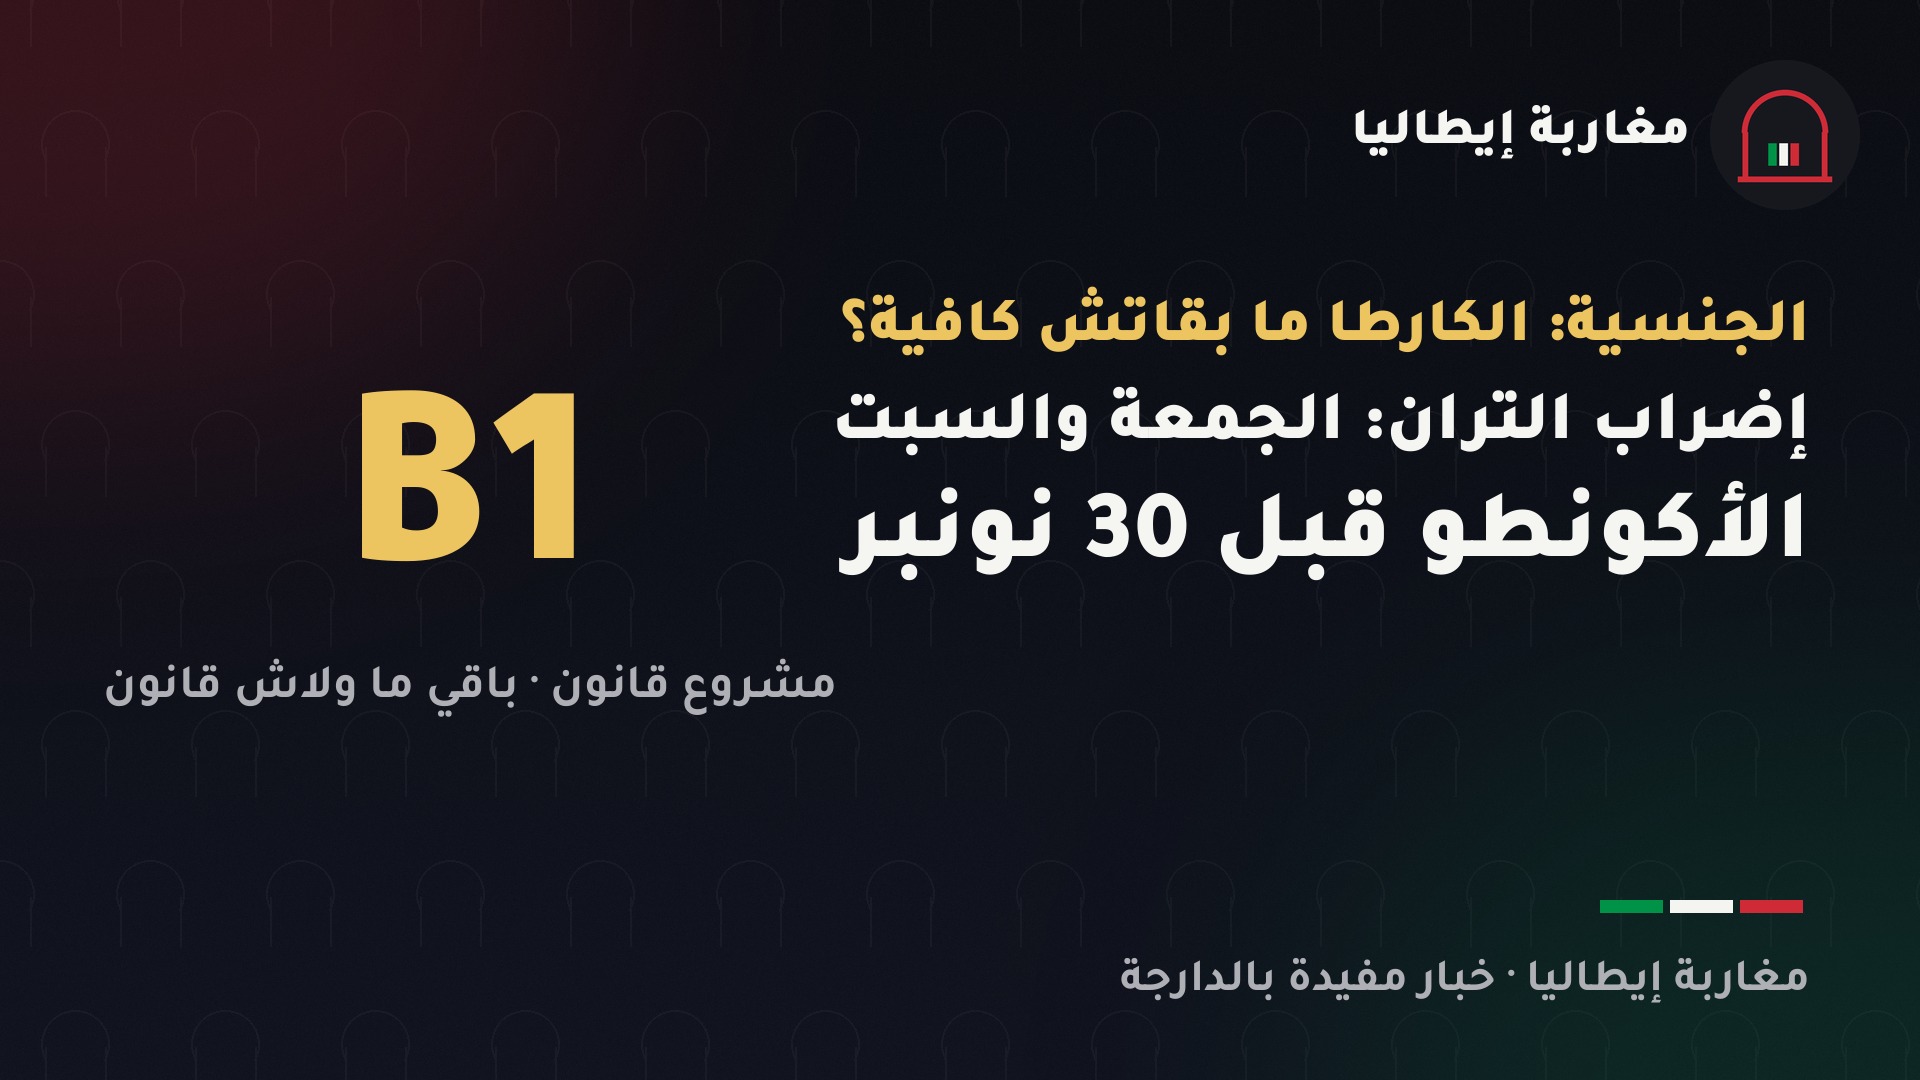 مغاربة إيطاليا
الجنسية: الكارطا ما بقاتش كافية؟
إضراب التران: الجمعة والسبت
الأكونطو قبل 30 نونبر
B1
مشروع قانون · باقي ما ولاش قانون
مغاربة إيطاليا · خبار مفيدة بالدارجة